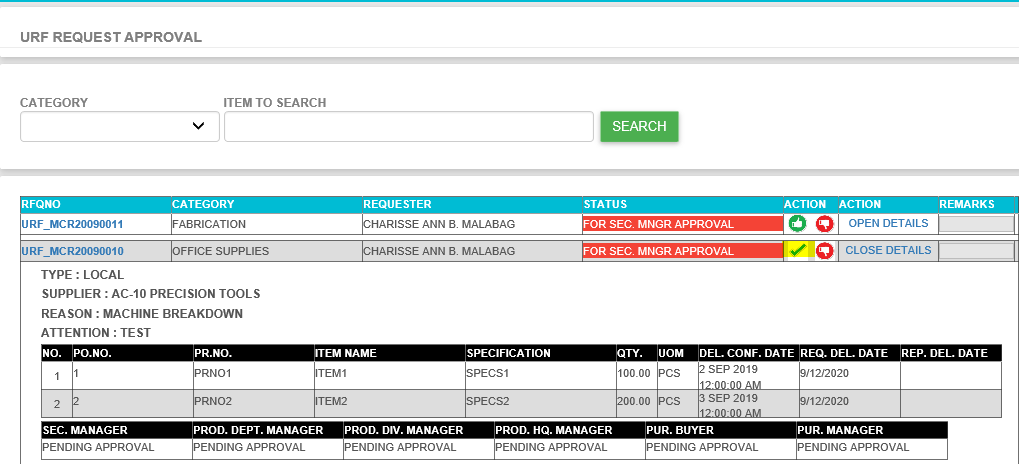 URF REQUEST APPROVAL
CATEGORY ITEM TO SEARCH
SEARCH
RFQNO CATEGORY REQUESTER STATUS ACTION ACTION REMARKS
URF_MCR20090011 FABRICATION CHARISSE ANN B. MALABAG FOR SEC. MNGR APPROVAL OPEN DETAILS
URF_MCR20090010 OFFICE SUPPLIES CHARISSE ANN B. MALABAG FOR SEC. MNGR APPROVAL CLOSE DETAILS
TYPE : LOCAL
SUPPLIER : AC-10 PRECISION TOOLS
REASON : MACHINE BREAKDOWN
ATTENTION : TEST
NO. PO.NO. PR.NO. ITEM NAME SPECIFICATION QTY. UOM DEL. CONF. DATE REQ. DEL. DATE REP. DEL. DATE
1 1 PRNO1 ITEM1 SPECS1 100.00 PCS 2 SEP 2019 12:00:00 AM 9/12/2020
2 2 PRNO2 ITEM2 SPECS2 200.00 PCS 3 SEP 2019 12:00:00 AM 9/12/2020
SEC. MANAGER PROD. DEPT. MANAGER PROD. DIV. MANAGER PROD. HQ. MANAGER PUR. BUYER PUR. MANAGER
PENDING APPROVAL PENDING APPROVAL PENDING APPROVAL PENDING APPROVAL PENDING APPROVAL PENDING APPROVAL